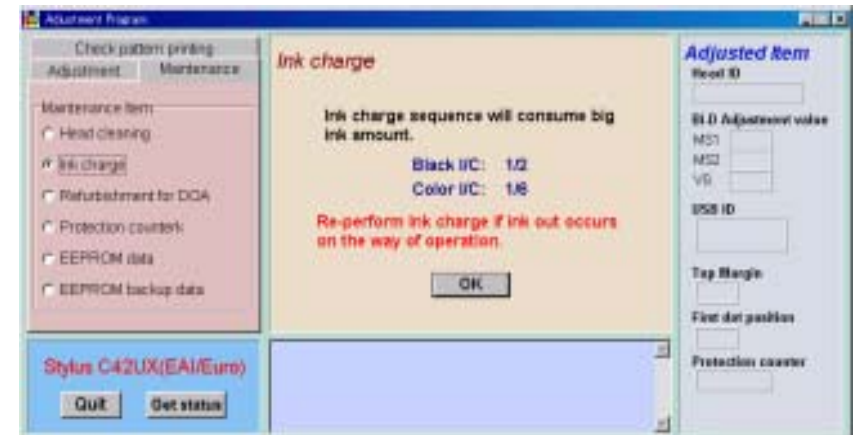 Adjustment Program
Check pattern printing
Adjustment Maintenance
Maintenance Item
Head cleaning
Ink charge
Refurbishment for DOA
Protection counter
EEPROM data
EEPROM backup data
Ink charge
Ink charge sequence will consume big
ink amount.
Black I/C: 1/2
Color I/C: 1/6
Re-perform ink charge if ink out occurs
on the way of operation.
OK
Stylus C42UX(EAI/Euro)
Quit Get status
Adjusted Item
Head ID
BI-D Adjustment value
MS1
MS2
VS
USB ID
Top Margin
First dot position
Protection counter